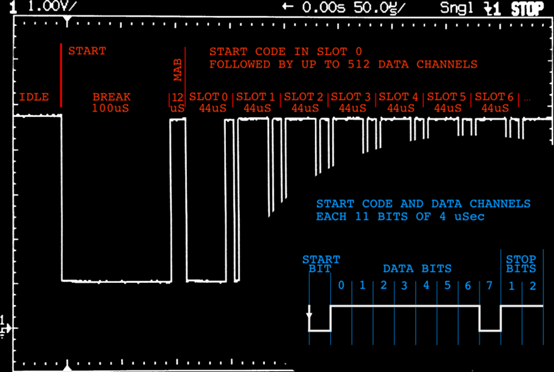 1 1.00V/ ← 0.00s 50.0µ/ Sngl 1 STOP
START
MAB
START CODE IN SLOT 0
FOLLOWED BY UP TO 512 DATA CHANNELS
IDLE BREAK 12 SLOT 0 SLOT 1 SLOT 2 SLOT 3 SLOT 4 SLOT 5 SLOT 6 ...
100uS uS 44uS 44uS 44uS 44uS 44uS 44uS 44uS
START CODE AND DATA CHANNELS
EACH 11 BITS OF 4 uSec
START STOP
BIT DATA BITS BITS
0 1 2 3 4 5 6 7 1 2
1